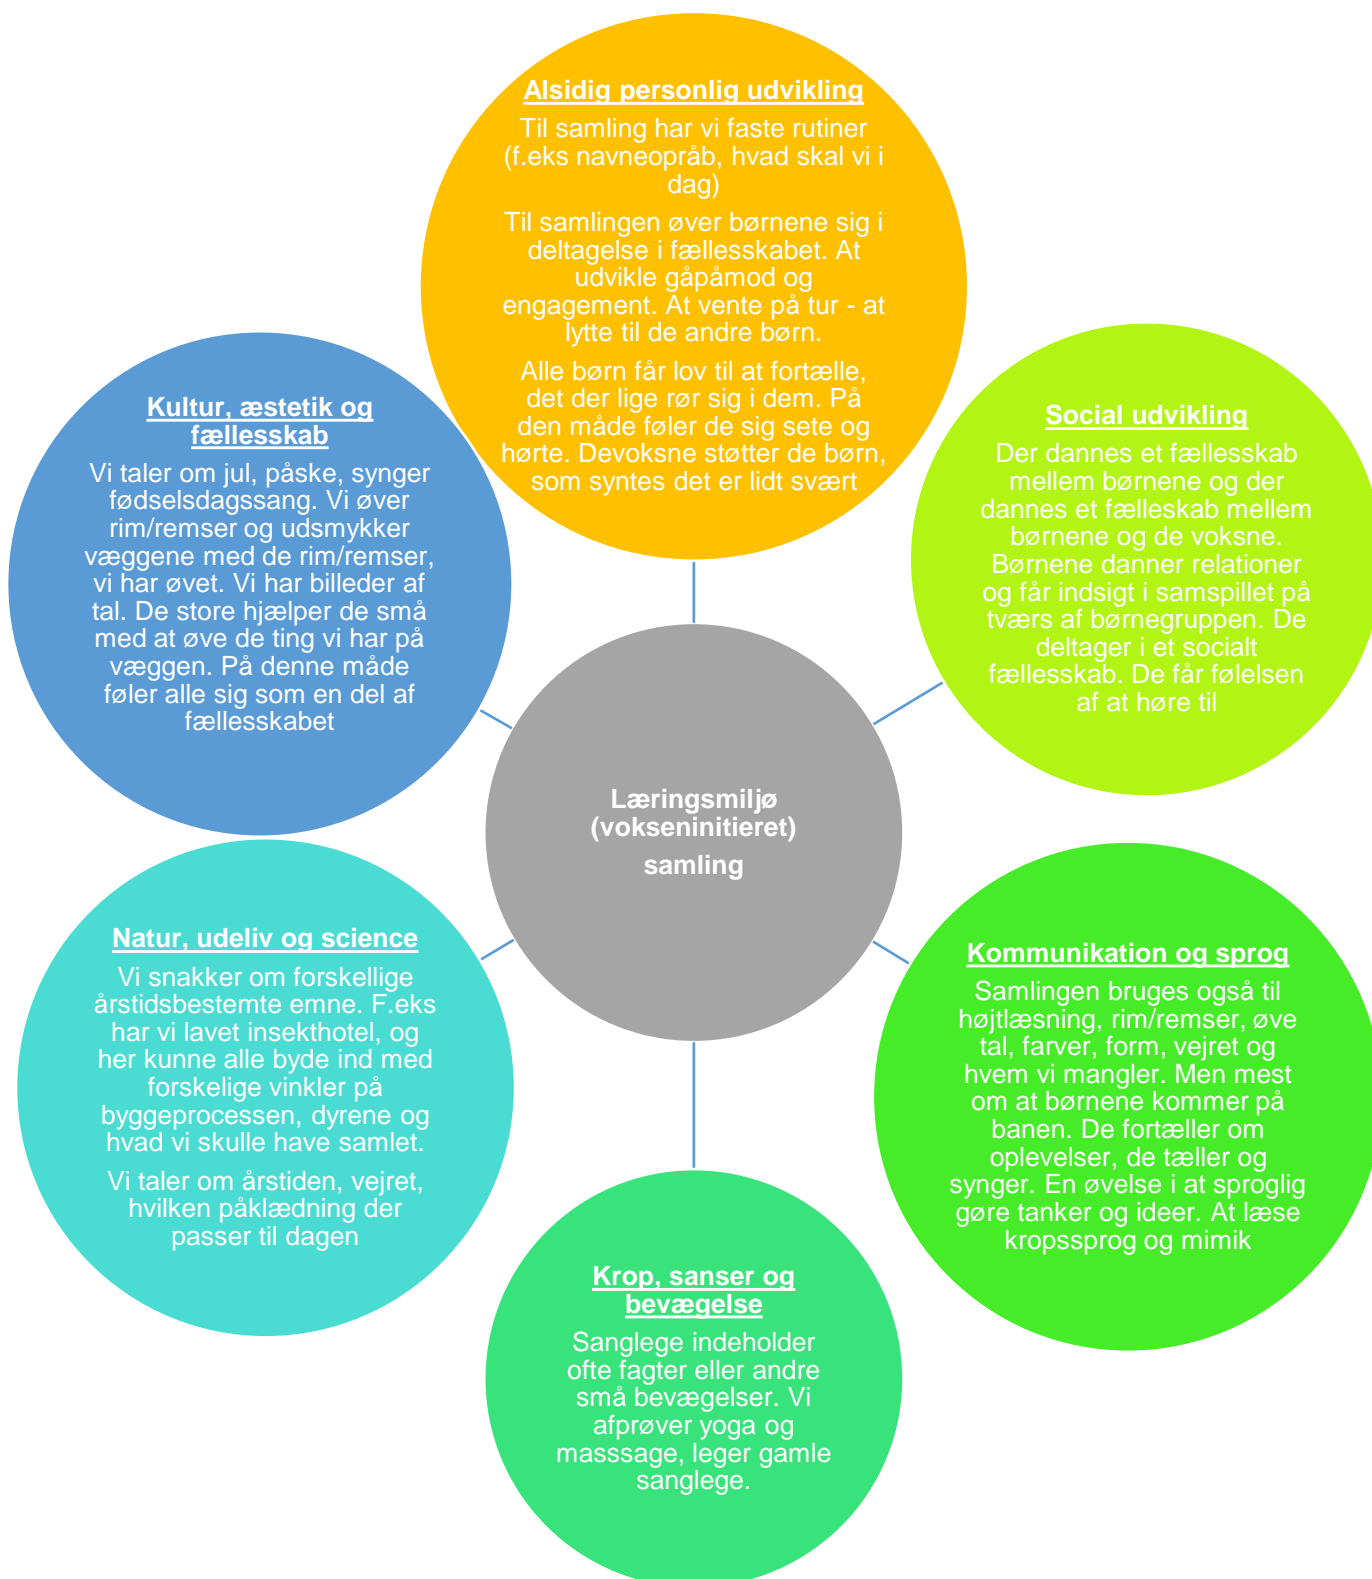 Alsidig personlig udvikling
Til samling har vi faste rutiner
(f.eks navneopråb, hvad skal vi i
dag)
Til samlingen øver børnene sig i
deltagelse i fællesskabet. At
udvikle gåpåmod og
engagement. At vente på tur - at
lytte til de andre børn.
Alle børn får lov til at fortælle,
det der lige rør sig i dem. På
den måde føler de sig sete og
hørte. Devoksne støtter de børn,
som syntes det er lidt svært
Social udvikling
Der dannes et fællesskab
mellem børnene og der
dannes et fælleskab mellem
børnene og de voksne.
Børnene danner relationer
og får indsigt i samspillet på
tværs af børnegruppen. De
deltager i et socialt
fællesskab. De får følelsen
af at høre til
Kommunikation og sprog
Samlingen bruges også til
højtlæsning, rim/remser, øve
tal, farver, form, vejret og
hvem vi mangler. Men mest
om at børnene kommer på
banen. De fortæller om
oplevelser, de tæller og
synger. En øvelse i at sproglig
gøre tanker og ideer. At læse
kropssprog og mimik
Krop, sanser og
bevægelse
Sanglege indeholder
ofte fagter eller andre
små bevægelser. Vi
afprøver yoga og
masssage, leger gamle
sanglege.
Natur, udeliv og science
Vi snakker om forskellige
årstidsbestemte emne. F.eks
har vi lavet insekthotel, og
her kunne alle byde ind med
forskelige vinkler på
byggeprocessen, dyrene og
hvad vi skulle have samlet.
Vi taler om årstiden, vejret,
hvilken påklædning der
passer til dagen
Kultur, æstetik og
fællesskab
Vi taler om jul, påske, synger
fødselsdagssang. Vi øver
rim/remser og udsmykker
væggene med de rim/remser,
vi har øvet. Vi har billeder af
tal. De store hjælper de små
med at øve de ting vi har på
væggen. På denne måde
føler alle sig som en del af
fællesskabet
Læringsmiljø
(vokseninitieret)
samling